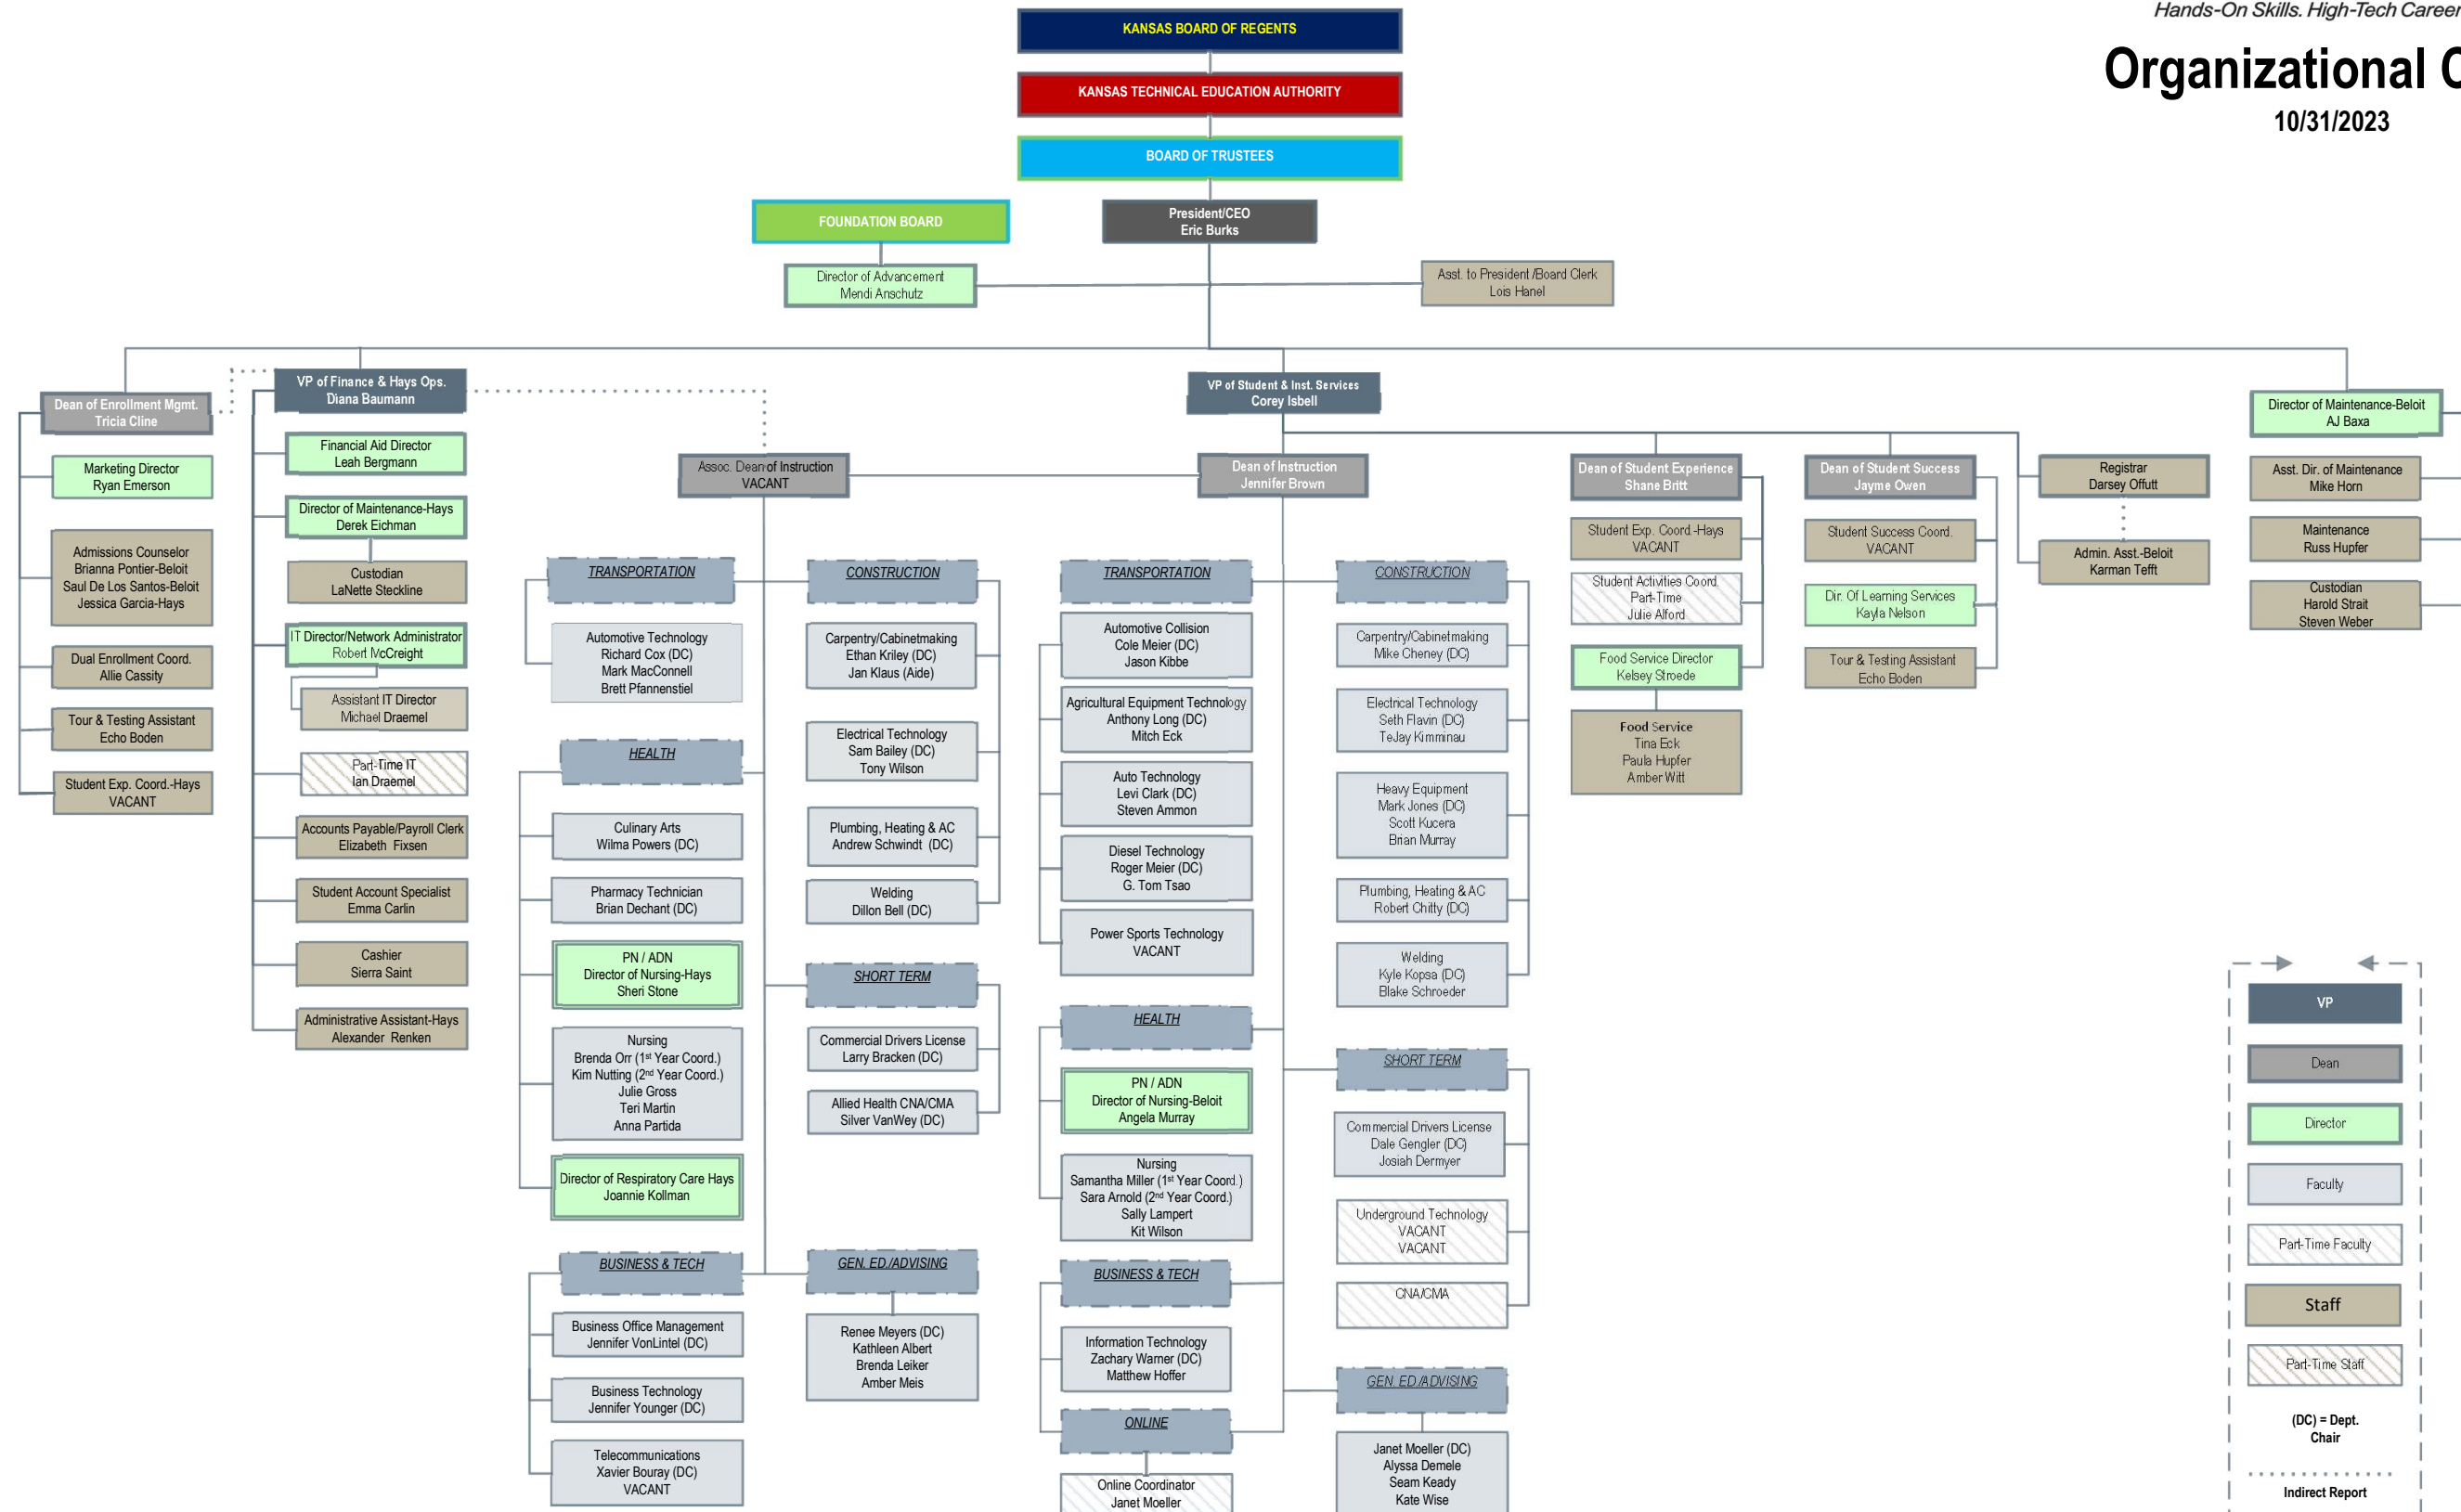 Hands-On Skills. High-Tech Career
Organizational C
10/31/2023
KANSAS BOARD OF REGENTS
KANSAS TECHNICAL EDUCATION AUTHORITY
BOARD OF TRUSTEES
FOUNDATION BOARD
President/CEO
Eric Burks
Director of Advancement
Mendi Anschutz
Asst. to President /Board Clerk
Lois Hanel
Dean of Enrollment Mgmt.
Tricia Cline
Marketing Director
Ryan Emerson
Admissions Counselor
Brianna Pontier-Beloit
Saul De Los Santos-Beloit
Jessica Garcia-Hays
Dual Enrollment Coord.
Allie Cassity
Tour & Testing Assistant
Echo Boden
Student Exp. Coord.-Hays
VACANT
VP of Finance & Hays Ops.
Diana Baumann
Financial Aid Director
Leah Bergmann
Director of Maintenance-Hays
Derek Eichman
Custodian
LaNette Steckline
IT Director/Network Administrator
Robert McCreight
Assistant IT Director
Michael Draemel
Part-Time IT
Ian Draemel
Accounts Payable/Payroll Clerk
Elizabeth Fixsen
Student Account Specialist
Emma Carlin
Cashier
Sierra Saint
Administrative Assistant-Hays
Alexander Renken
VP of Student & Inst. Services
Corey Isbell
Assoc. Dean of Instruction
VACANT
TRANSPORTATION
Automotive Technology
Richard Cox (DC)
Mark MacConnell
Brett Pfannenstiel
HEALTH
Culinary Arts
Wilma Powers (DC)
Pharmacy Technician
Brian Dechant (DC)
PN / ADN
Director of Nursing-Hays
Sheri Stone
Nursing
Brenda Orr (1st Year Coord.)
Kim Nutting (2nd Year Coord.)
Julie Gross
Teri Martin
Anna Partida
Director of Respiratory Care Hays
Joannie Kollman
BUSINESS & TECH
Business Office Management
Jennifer VonLintel (DC)
Business Technology
Jennifer Younger (DC)
Telecommunications
Xavier Bouray (DC)
VACANT
CONSTRUCTION
Carpentry/Cabinetmaking
Ethan Kriley (DC)
Jan Klaus (Aide)
Electrical Technology
Sam Bailey (DC)
Tony Wilson
Plumbing, Heating & AC
Andrew Schwindt (DC)
Welding
Dillon Bell (DC)
SHORT TERM
Commercial Drivers License
Larry Bracken (DC)
Allied Health CNA/CMA
Silver VanWey (DC)
GEN. ED./ADVISING
Renee Meyers (DC)
Kathleen Albert
Brenda Leiker
Amber Meis
Dean of Instruction
Jennifer Brown
TRANSPORTATION
Automotive Collision
Cole Meier (DC)
Jason Kibbe
Agricultural Equipment Technology
Anthony Long (DC)
Mitch Eck
Auto Technology
Levi Clark (DC)
Steven Ammon
Diesel Technology
Roger Meier (DC)
G. Tom Tsao
Power Sports Technology
VACANT
HEALTH
PN / ADN
Director of Nursing-Beloit
Angela Murray
Nursing
Samantha Miller (1st Year Coord.)
Sara Arnold (2nd Year Coord.)
Sally Lampert
Kit Wilson
BUSINESS & TECH
Information Technology
Zachary Warner (DC)
Matthew Hoffer
ONLINE
Online Coordinator
Janet Moeller
CONSTRUCTION
Carpentry/Cabinetmaking
Mike Cheney (DC)
Electrical Technology
Seth Flavin (DC)
TeJay Kimminau
Heavy Equipment
Mark Jones (DC)
Scott Kucera
Brian Murray
Plumbing, Heating & AC
Robert Chitty (DC)
Welding
Kyle Kopsa (DC)
Blake Schroeder
SHORT TERM
Commercial Drivers License
Dale Gengler (DC)
Josiah Dermyer
Underground Technology
VACANT
VACANT
CNA/CMA
GEN. ED./ADVISING
Janet Moeller (DC)
Alyssa Demele
Seam Keady
Kate Wise
Dean of Student Experience
Shane Britt
Student Exp. Coord.-Hays
VACANT
Student Activities Coord.
Part-Time
Julie Alford
Food Service Director
Kelsey Stroede
Food Service
Tina Eck
Paula Hupfer
Amber Witt
Dean of Student Success
Jayme Owen
Student Success Coord.
VACANT
Dir. Of Learning Services
Kayla Nelson
Tour & Testing Assistant
Echo Boden
Registrar
Darsey Offutt
Admin. Asst.-Beloit
Karman Tefft
Director of Maintenance-Beloit
AJ Baxa
Asst. Dir. of Maintenance
Mike Horn
Maintenance
Russ Hupfer
Custodian
Harold Strait
Steven Weber
VP
Dean
Director
Faculty
Part-Time Faculty
Staff
Part-Time Staff
(DC) = Dept.
Chair
Indirect Report